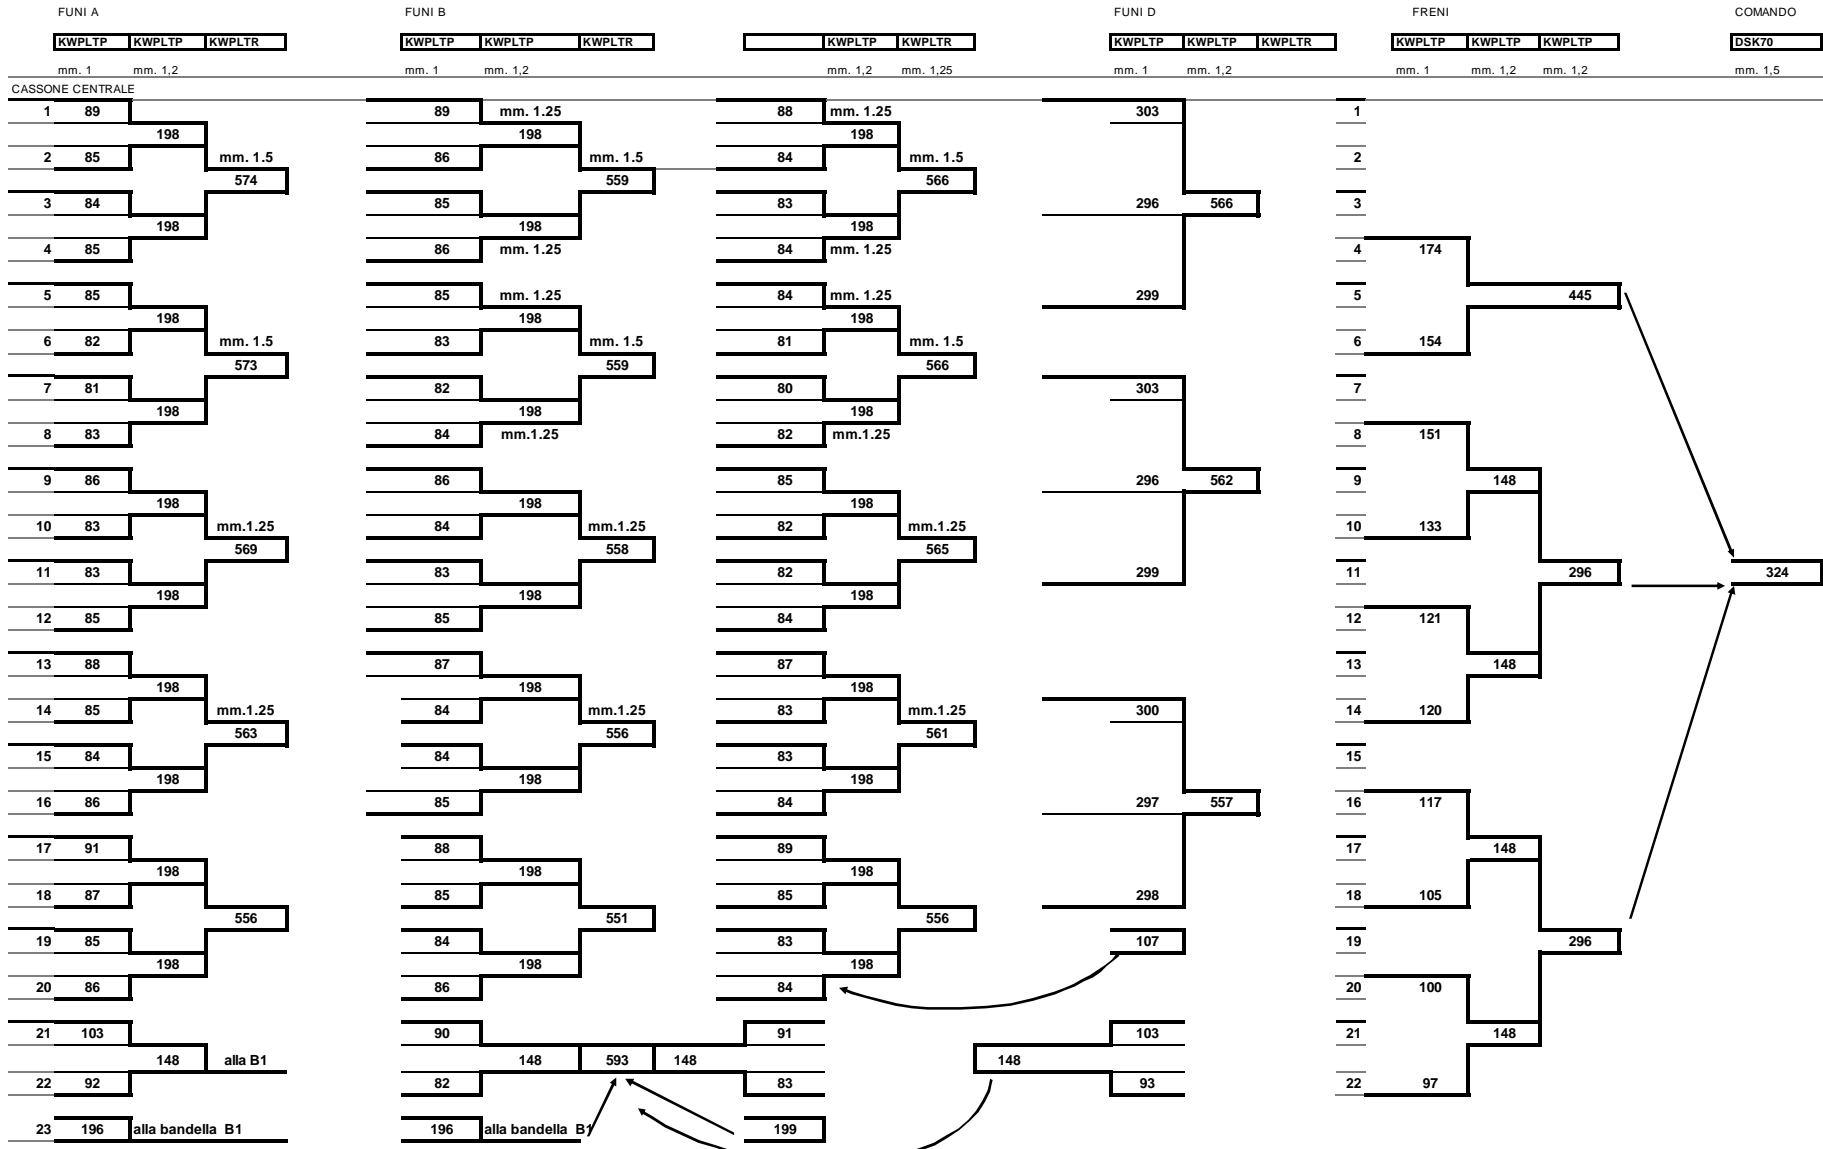 FUNI A FUNI B FUNI D FRENI COMANDO
KWPLTP KWPLTP KWPLTR KWPLTP KWPLTP KWPLTR KWPLTP KWPLTR KWPLTP KWPLTP KWPLTR KWPLTP KWPLTP KWPLTP DSK70
mm. 1 mm. 1,2 mm. 1 mm. 1,2 mm. 1,2 mm. 1,25 mm. 1 mm. 1,2 mm. 1 mm. 1,2 mm. 1,2 mm. 1,5
CASSONE CENTRALE
1 89 89 mm. 1.25 88 mm. 1.25 303 1
198 198 198
2 85 mm. 1.5 86 mm. 1.5 84 mm. 1.5 2
574 559 566
3 84 85 83 296 566 3
198 198 198
4 85 86 mm. 1.25 84 mm. 1.25 4 174
5 85 85 mm. 1.25 84 mm. 1.25 299 5 445
198 198 198
6 82 mm. 1.5 83 mm. 1.5 81 mm. 1.5 6 154
573 559 566
7 81 82 80 303 7
198 198 198
8 83 84 mm.1.25 82 mm.1.25 8 151
9 86 86 85 296 562 9 148
198 198 198
10 83 mm.1.25 84 mm.1.25 82 mm.1.25 10 133
569 558 565
11 83 83 82 299 11 296 324
198 198 198
12 85 85 84 12 121
13 88 87 87 13 148
198 198 198
14 85 mm.1.25 84 mm.1.25 83 mm.1.25 300 14 120
563 556 561
15 84 84 83 15
198 198 198
16 86 85 84 297 557 16 117
17 91 88 89 17 148
198 198 198
18 87 85 85 298 18 105
556 551 556
19 85 84 83 107 19 296
198 198 198
20 86 86 84 20 100
21 103 90 91 103 21 148
148 alla B1 148 593 148 148
22 92 82 83 93 22 97
23 196 alla bandella B1 196 alla bandella B1 199